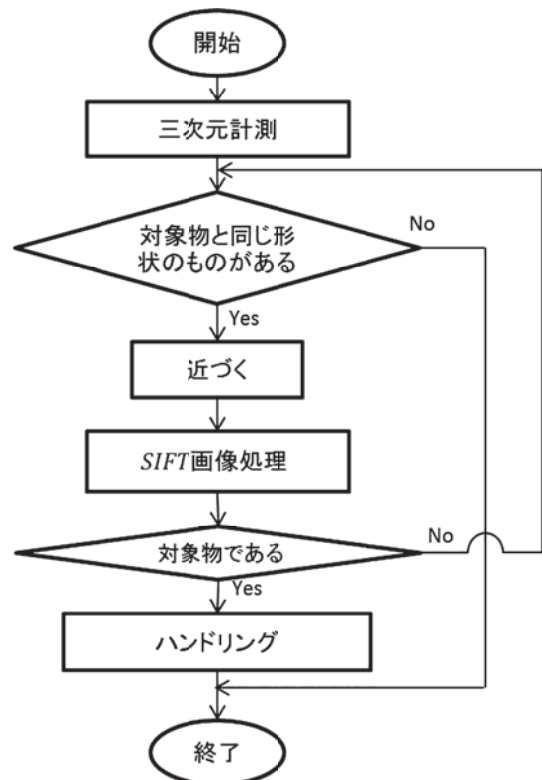 開始
三次元計測
対象物と同じ形
状のものがある
No
Yes
近づく
SIFT画像処理
対象物である
No
Yes
ハンドリング
終了